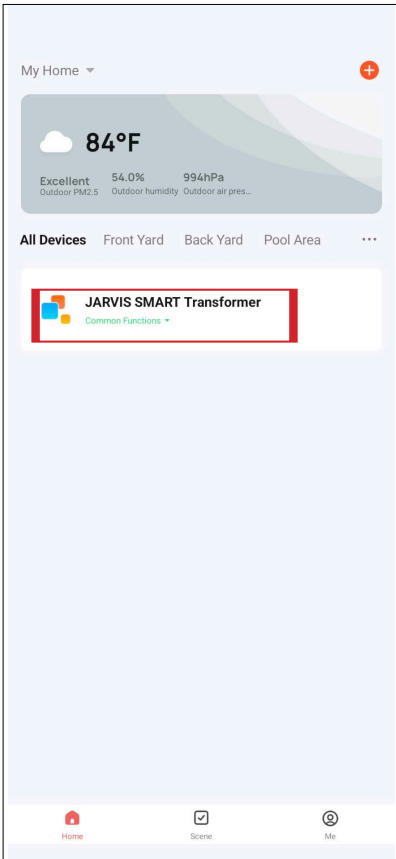 My Home
84°F
Excellent 54.0% 994hPa
Outdoor PM2.5 Outdoor humidity Outdoor air pres...
All Devices Front Yard Back Yard Pool Area ...
JARVIS SMART Transformer
Common Functions
Home Scene Me